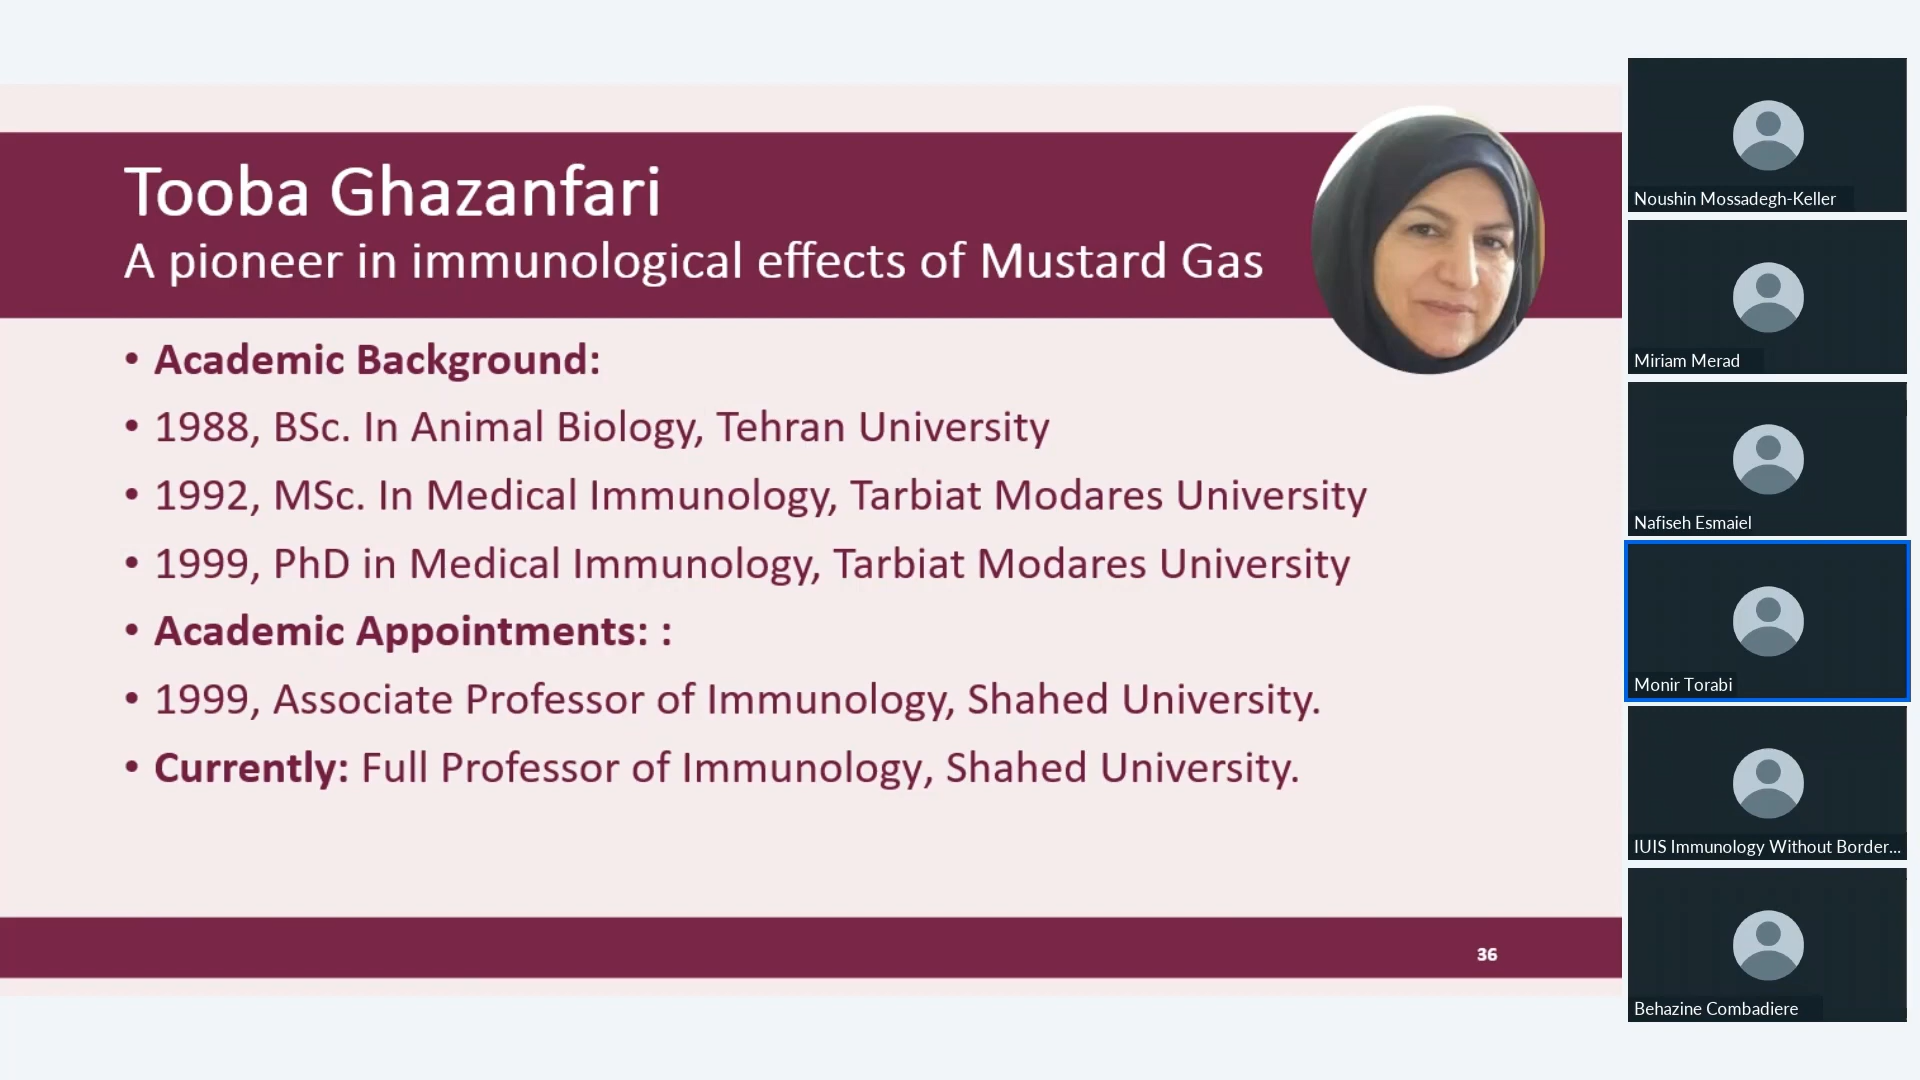 Tooba Ghazanfari
A pioneer in immunological effects of Mustard Gas
• Academic Background:
• 1988, BSc. In Animal Biology, Tehran University
• 1992, MSc. In Medical Immunology, Tarbiat Modares University
• 1999, PhD in Medical Immunology, Tarbiat Modares University
• Academic Appointments: :
• 1999, Associate Professor of Immunology, Shahed University.
• Currently: Full Professor of Immunology, Shahed University.
36
Noushin Mossadegh-Keller
Miriam Merad
Nafiseh Esmaiel
Monir Torabi
IUIS Immunology Without Border...
Behazine Combadiere